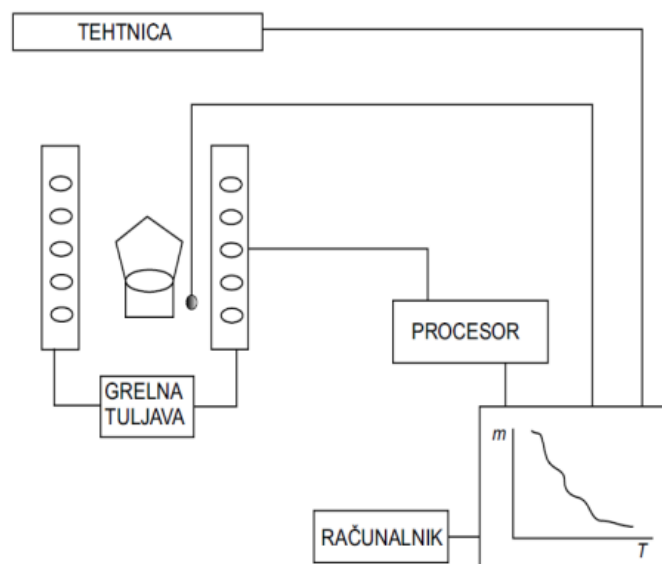 TEHTNICA
PROCESOR
GRELNA
TULJAVA
m
T
RAČUNALNIK